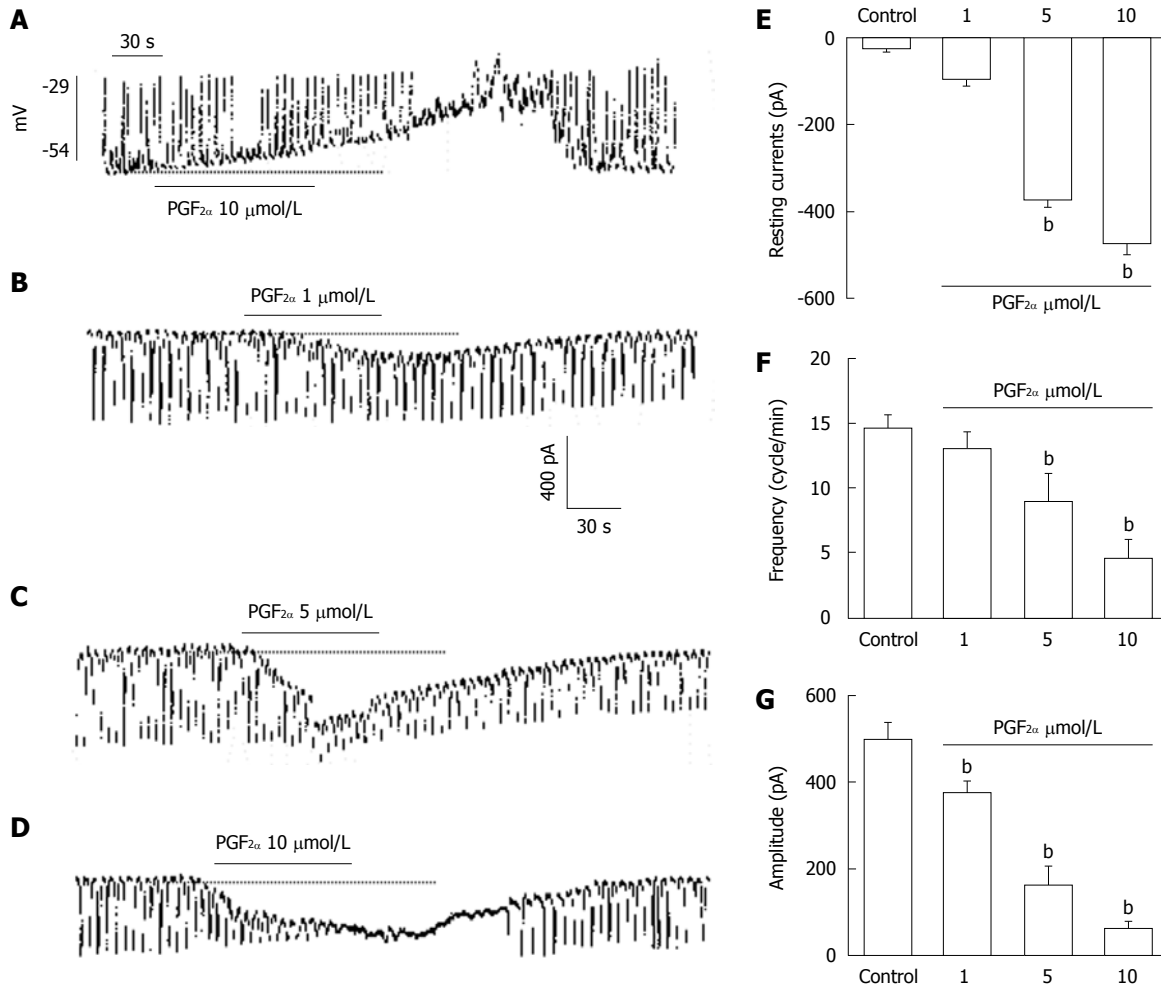 A
30 s
-29
mV
-54
PGF₂α 10 μmol/L
B
PGF₂α 1 μmol/L
400 pA
30 s
C
PGF₂α 5 μmol/L
D
PGF₂α 10 μmol/L
E
Control 1 5 10
0
-200
-400
-600
Resting currents (pA)
b
b
PGF₂α μmol/L
F
20
15
10
5
0
Frequency (cycle/min)
PGF₂α μmol/L
b
b
Control 1 5 10
G
600
400
200
0
Amplitude (pA)
PGF₂α μmol/L
b
b
b
Control 1 5 10